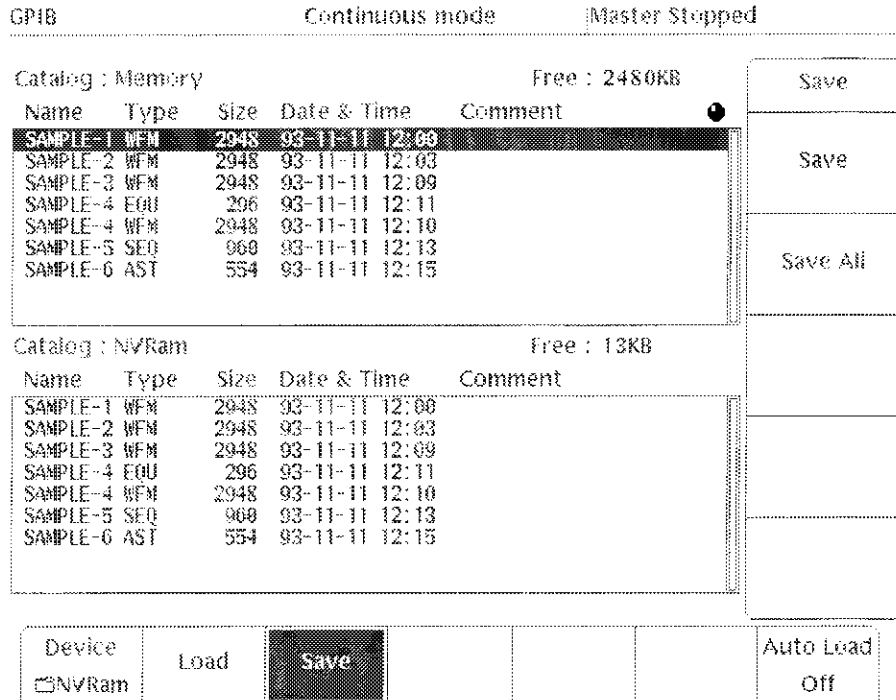 GPIB Continuous mode Master Stopped
Catalog : Memory Free : 2480KB
Name Type Size Date & Time Comment
SAMPLE-1 WFM 2948 93-11-11 12:00
SAMPLE-2 WFM 2948 93-11-11 12:03
SAMPLE-3 WFM 2948 93-11-11 12:09
SAMPLE-4 EQU 296 93-11-11 12:11
SAMPLE-4 WFM 2948 93-11-11 12:10
SAMPLE-5 SEQ 960 93-11-11 12:13
SAMPLE-6 AST 554 93-11-11 12:15
Catalog : NVRam Free : 13KB
Name Type Size Date & Time Comment
SAMPLE-1 WFM 2948 93-11-11 12:00
SAMPLE-2 WFM 2948 93-11-11 12:03
SAMPLE-3 WFM 2948 93-11-11 12:09
SAMPLE-4 EQU 296 93-11-11 12:11
SAMPLE-4 WFM 2948 93-11-11 12:10
SAMPLE-5 SEQ 960 93-11-11 12:13
SAMPLE-6 AST 554 93-11-11 12:15
Save
Save
Save All
Device
NVRam
Load
Save
Auto Load
Off